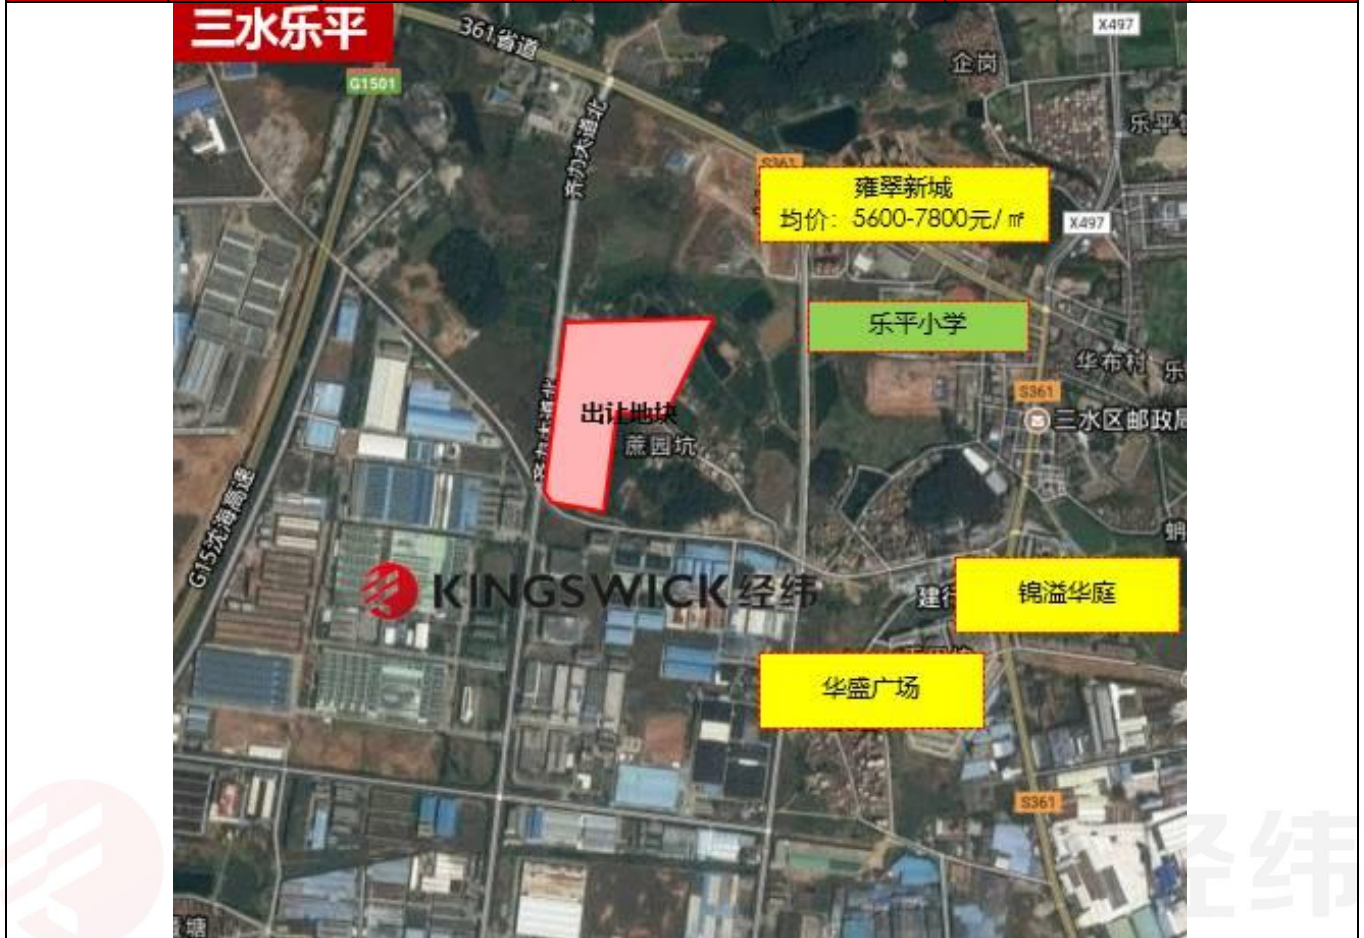 三水乐平
361省道
X497
企岗
G1501
齐力大道北
乐平
S361
雍翠新城
均价：5600-7800元/㎡
X497
乐平小学
华布村
乐
S361
出让地块
三水区邮政局
蔗园坑
齐力大道北
G15沈海高速
KINGSWICK 经纬
建行
锦溢华庭
华盛广场
S361
经纬
塘